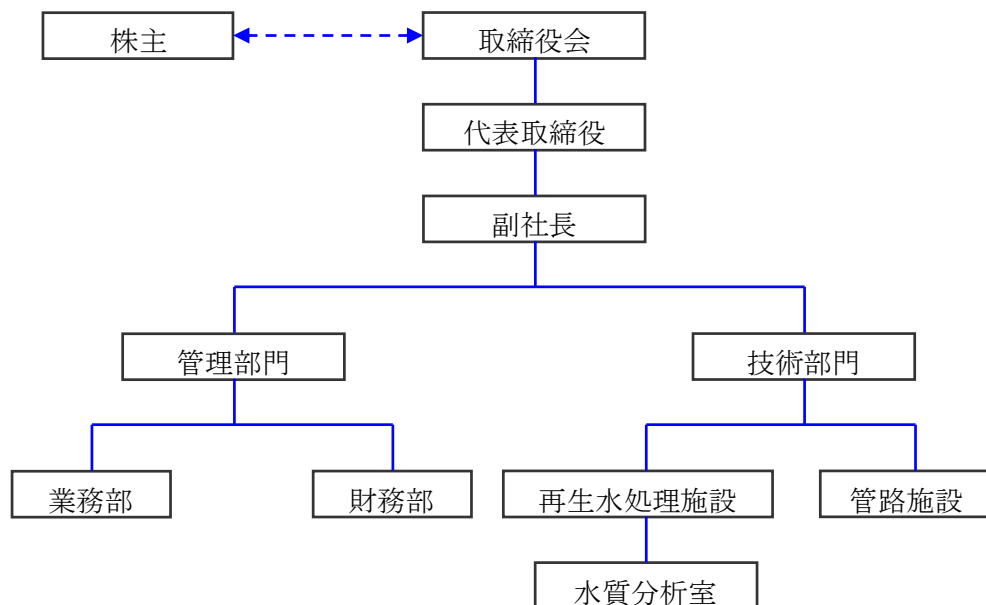 株主
取締役会
代表取締役
副社長
管理部門
技術部門
業務部
財務部
再生水処理施設
管路施設
水質分析室